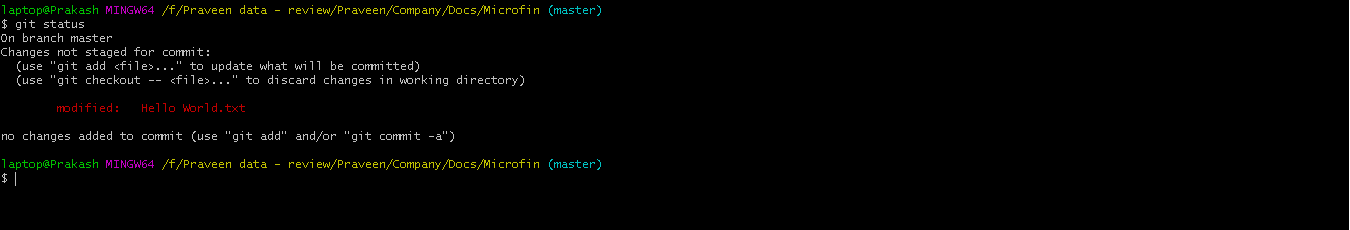 laptop@Prakash MINGW64 /f/Praveen data - review/Praveen/Company/Docs/Microfin (master)
$ git status
On branch master
Changes not staged for commit:
  (use "git add <file>..." to update what will be committed)
  (use "git checkout -- <file>..." to discard changes in working directory)
        modified:   Hello World.txt
no changes added to commit (use "git add" and/or "git commit -a")
laptop@Prakash MINGW64 /f/Praveen data - review/Praveen/Company/Docs/Microfin (master)
$